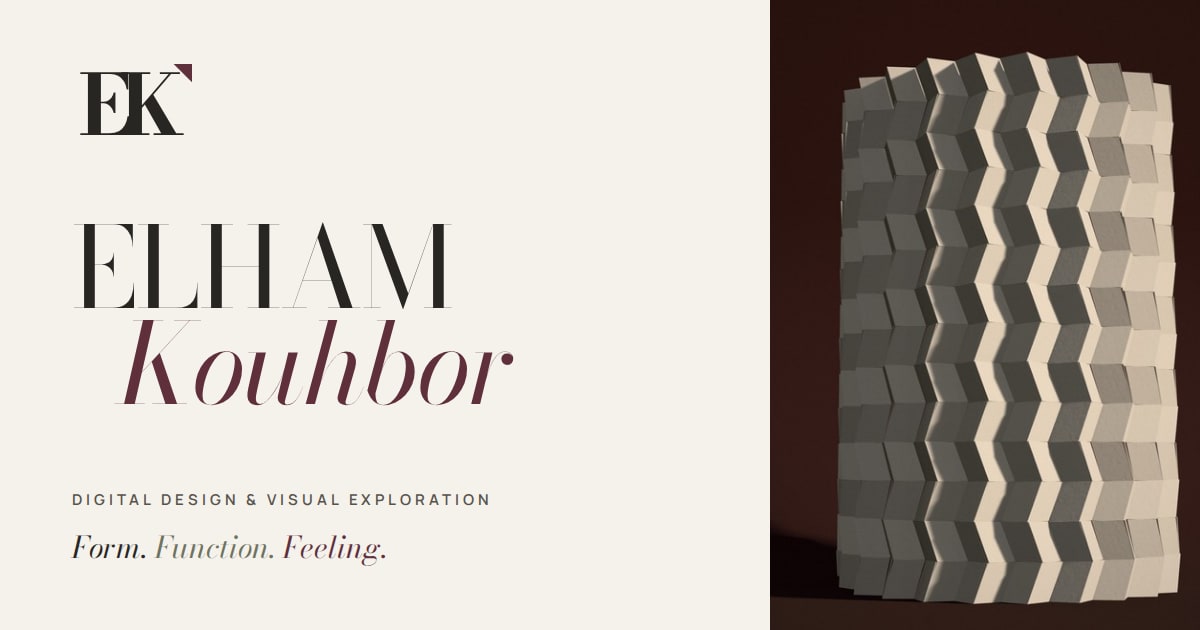 EK
ELHAM
Kouhbor
DIGITAL DESIGN & VISUAL EXPLORATION
Form. Function. Feeling.